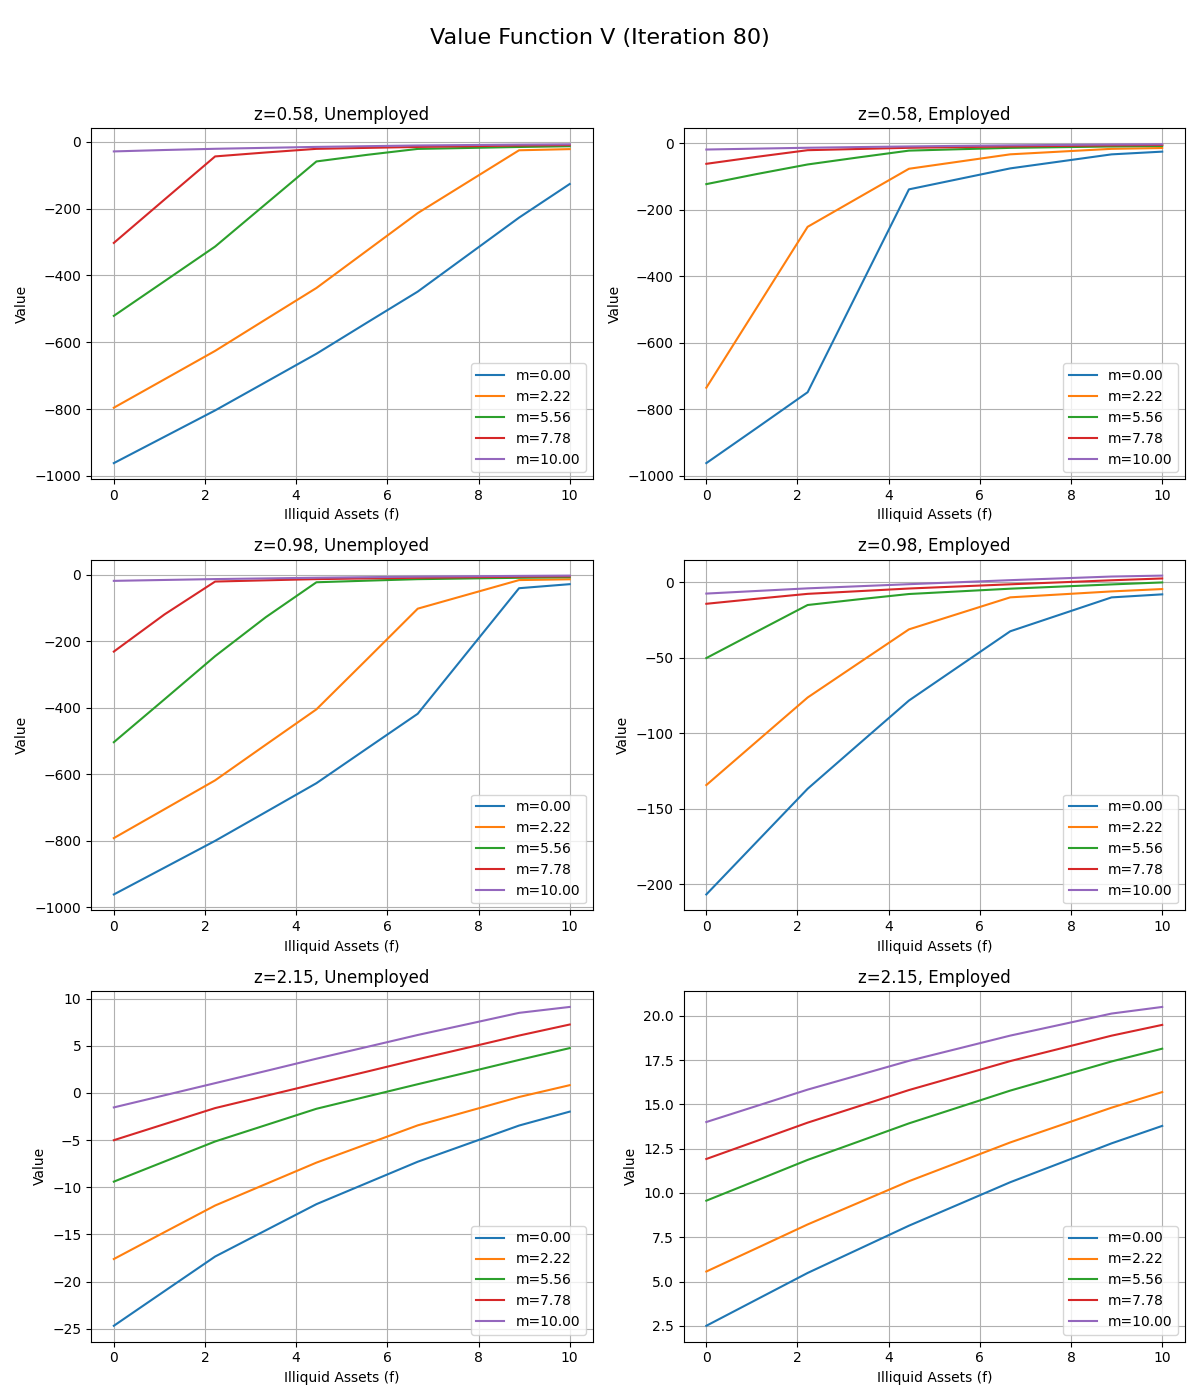 Value Function V (Iteration 80)
z=0.58, Unemployed
0
−200
−400
−600
−800
−1000
Value
0 2 4 6 8 10
Illiquid Assets (f)
m=0.00
m=2.22
m=5.56
m=7.78
m=10.00
z=0.58, Employed
0
−200
−400
−600
−800
−1000
Value
0 2 4 6 8 10
Illiquid Assets (f)
m=0.00
m=2.22
m=5.56
m=7.78
m=10.00
z=0.98, Unemployed
0
−200
−400
−600
−800
−1000
Value
0 2 4 6 8 10
Illiquid Assets (f)
m=0.00
m=2.22
m=5.56
m=7.78
m=10.00
z=0.98, Employed
0
−50
−100
−150
−200
Value
0 2 4 6 8 10
Illiquid Assets (f)
m=0.00
m=2.22
m=5.56
m=7.78
m=10.00
z=2.15, Unemployed
10
5
0
−5
−10
−15
−20
−25
Value
0 2 4 6 8 10
Illiquid Assets (f)
m=0.00
m=2.22
m=5.56
m=7.78
m=10.00
z=2.15, Employed
20.0
17.5
15.0
12.5
10.0
7.5
5.0
2.5
Value
0 2 4 6 8 10
Illiquid Assets (f)
m=0.00
m=2.22
m=5.56
m=7.78
m=10.00